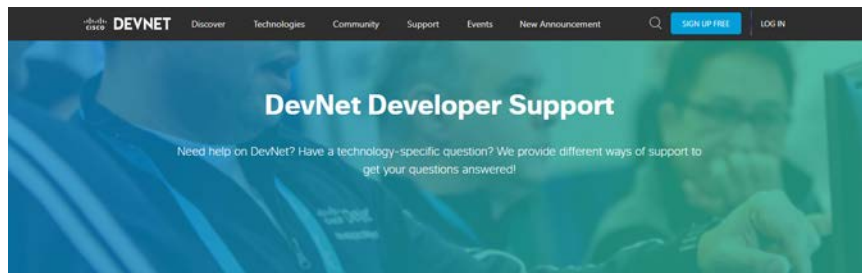 CISCO DEVNET Discover Technologies Community Support Events New Announcement SIGN UP FREE LOG IN
DevNet Developer Support
Need help on DevNet? Have a technology-specific question? We provide different ways of support to
get your questions answered!